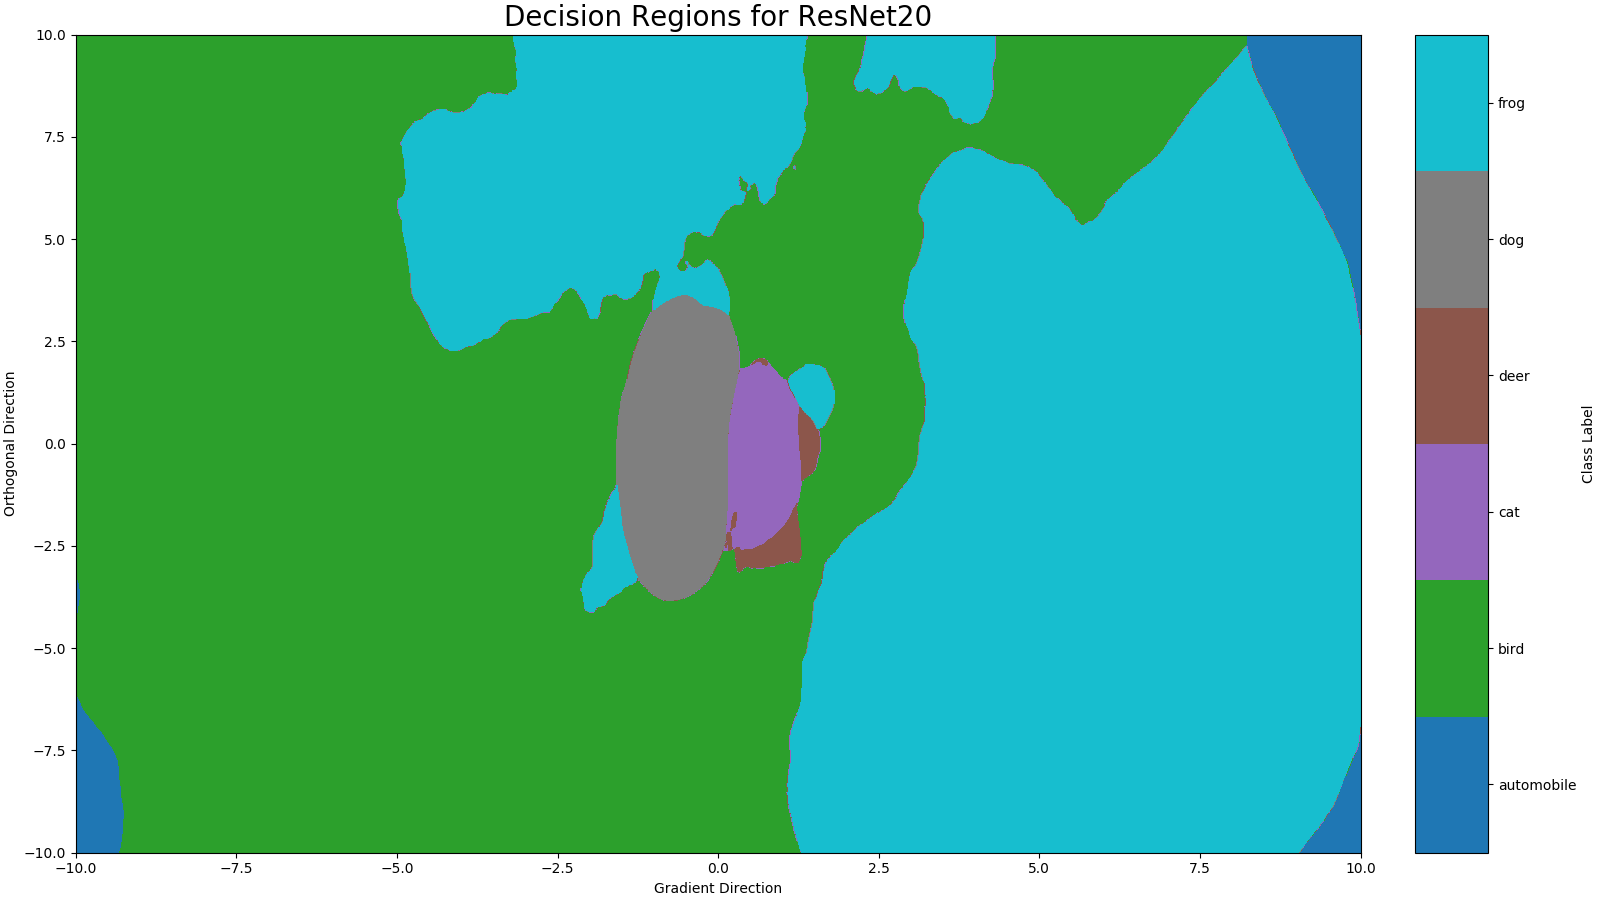 Decision Regions for ResNet20
10.0
7.5
5.0
2.5
0.0
−2.5
−5.0
−7.5
−10.0
Orthogonal Direction
−10.0 −7.5 −5.0 −2.5 0.0 2.5 5.0 7.5 10.0
Gradient Direction
frog
dog
deer
cat
bird
automobile
Class Label